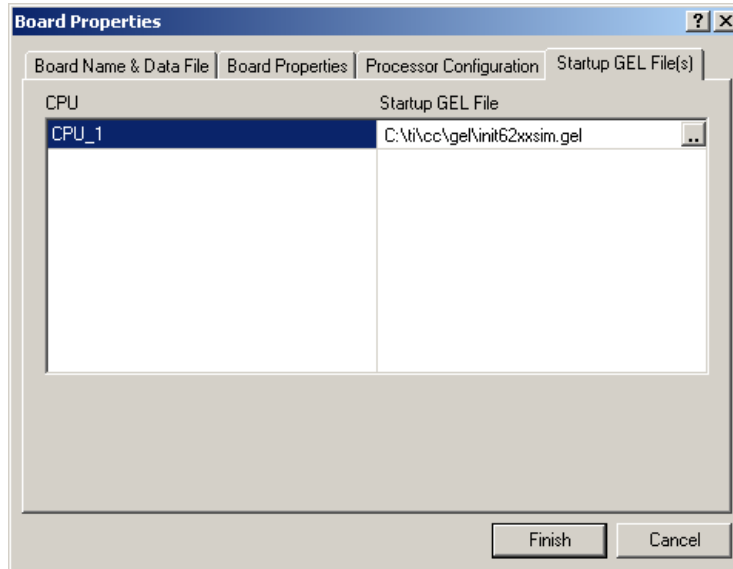 Board Properties
Board Name & Data File Board Properties Processor Configuration Startup GEL File(s)
CPU Startup GEL File
CPU_1 C:\ti\cc\gel\init62xxsim.gel ..
Finish Cancel